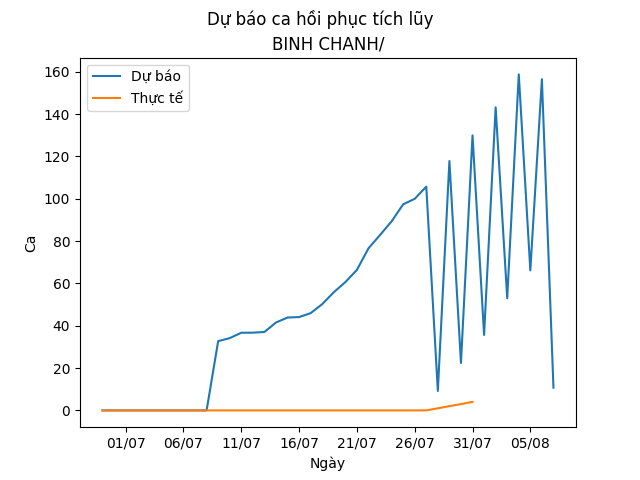 Dự báo ca hồi phục tích lũy
BINH CHANH/
Dự báo
Thực tế
Ca
160
140
120
100
80
60
40
20
0
01/07 06/07 11/07 16/07 21/07 26/07 31/07 05/08
Ngày